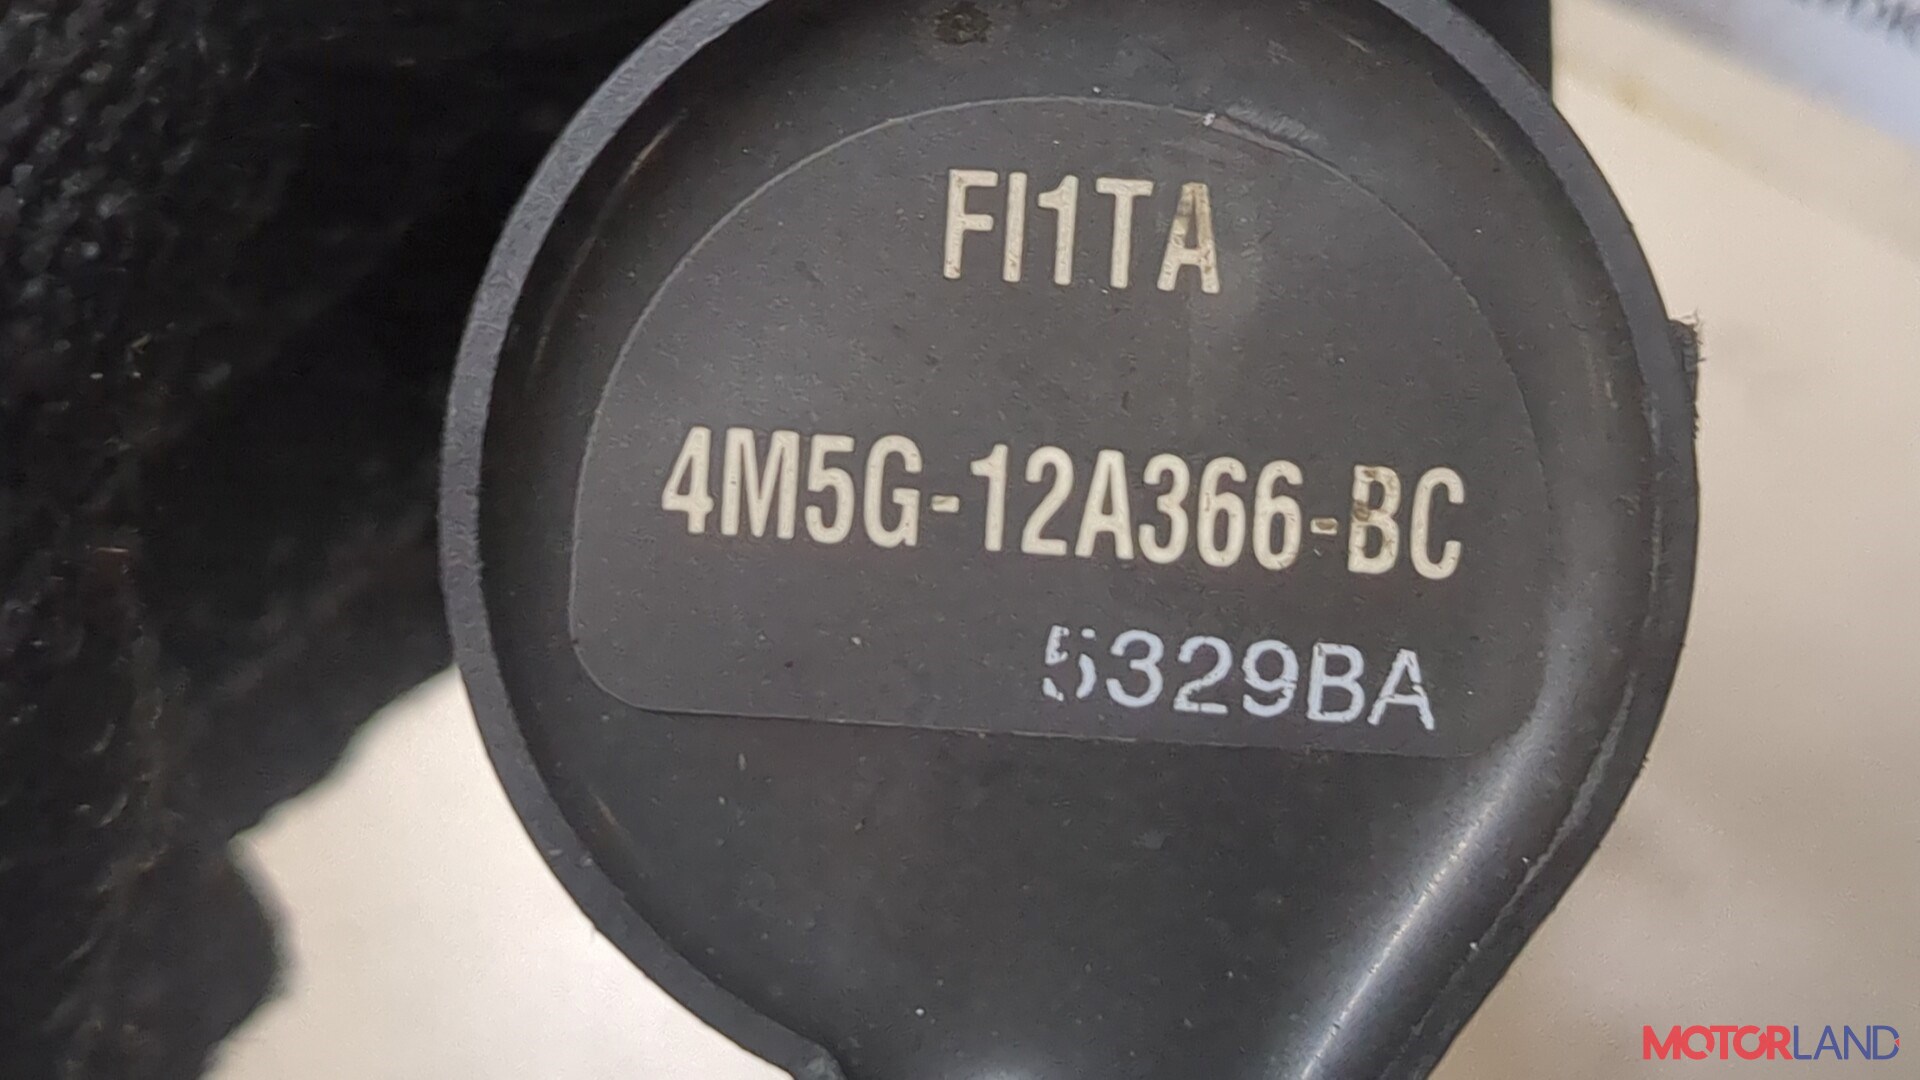 FI1TA
4M5G-12A366-BC
5329BA
MOTORLAND